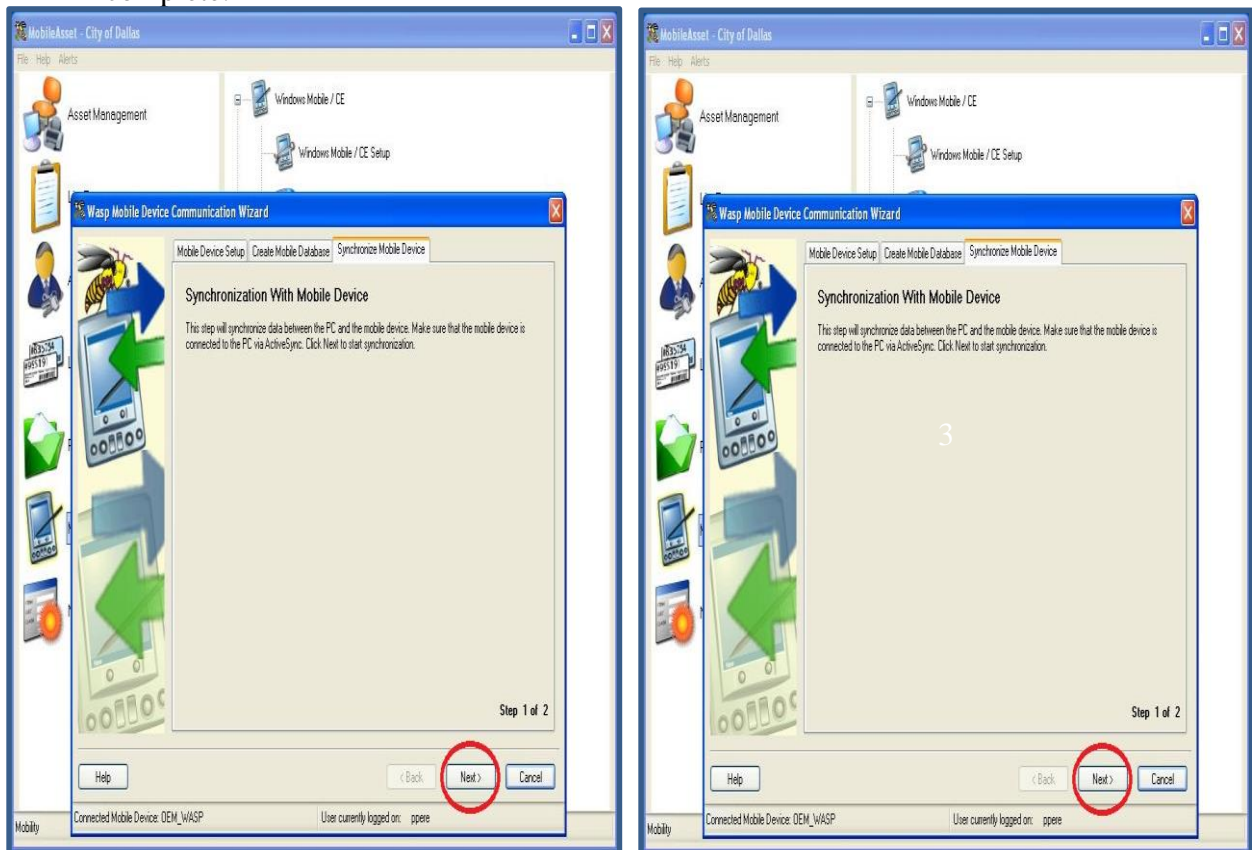 MobileAsset - City of Dallas
File Help Alerts
Asset Management
Windows Mobile / CE
Windows Mobile / CE Setup
Wasp Mobile Device Communication Wizard
Mobile Device Setup Create Mobile Database Synchronize Mobile Device
Synchronization With Mobile Device
This step will synchronize data between the PC and the mobile device. Make sure that the mobile device is
connected to the PC via ActiveSync. Click Next to start synchronization.
Step 1 of 2
Help < Back Next > Cancel
Connected Mobile Device: OEM_WASP User currently logged on: ppere
Mobility
MobileAsset - City of Dallas
File Help Alerts
Asset Management
Windows Mobile / CE
Windows Mobile / CE Setup
Wasp Mobile Device Communication Wizard
Mobile Device Setup Create Mobile Database Synchronize Mobile Device
Synchronization With Mobile Device
This step will synchronize data between the PC and the mobile device. Make sure that the mobile device is
connected to the PC via ActiveSync. Click Next to start synchronization.
3
Step 1 of 2
Help < Back Next > Cancel
Connected Mobile Device: OEM_WASP User currently logged on: ppere
Mobility